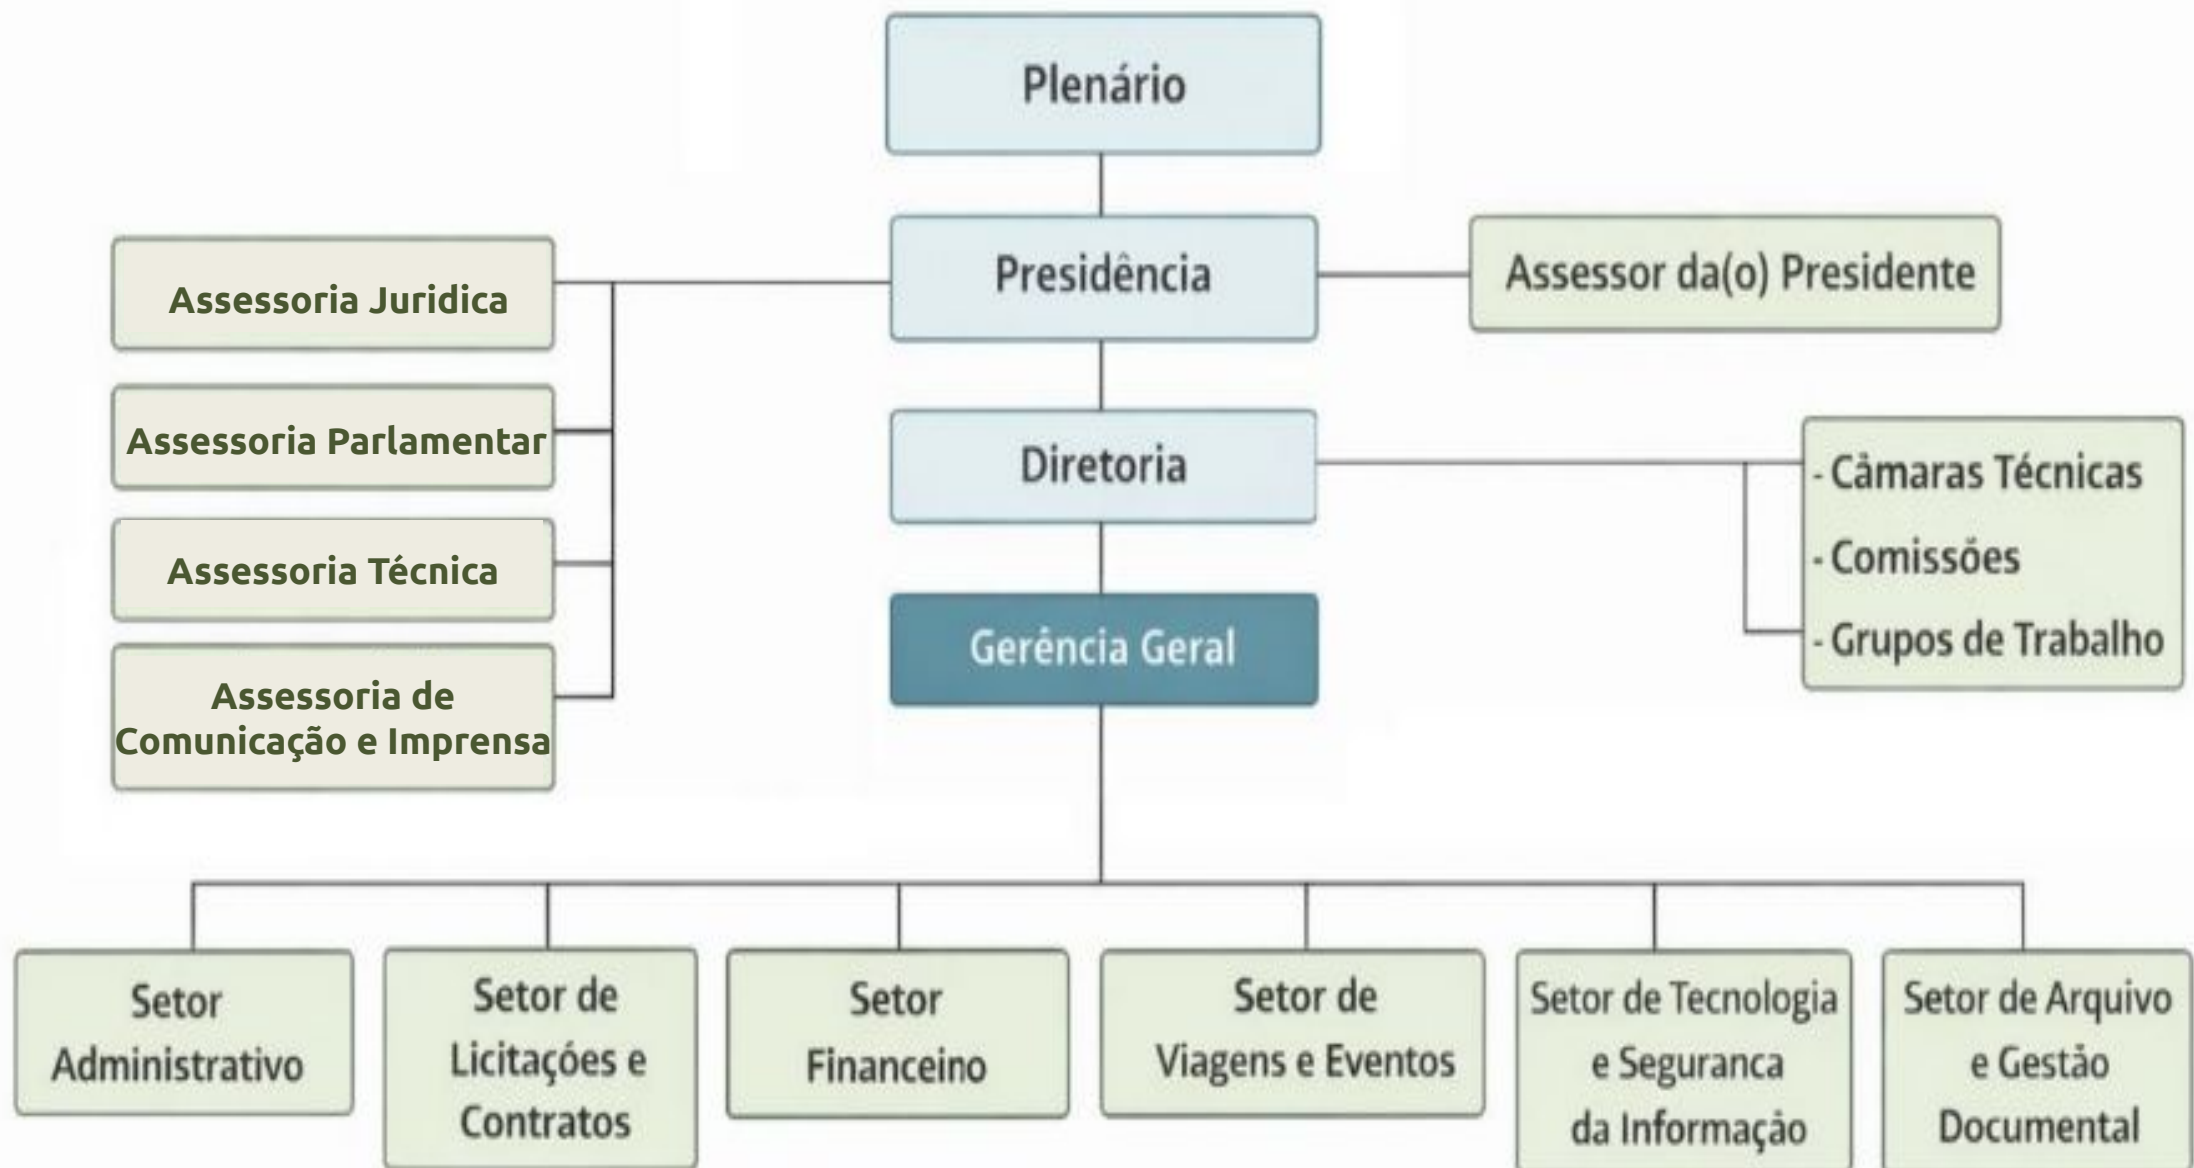 Plenário
Presidência
Assessor da(o) Presidente
Assessoria Juridica
Assessoria Parlamentar
Assessoria Técnica
Assessoria de
Comunicação e Imprensa
Diretoria
- Câmaras Técnicas
- Comissões
- Grupos de Trabalho
Gerência Geral
Setor
Administrativo
Setor de
Licitações e
Contratos
Setor
Financeino
Setor de
Viagens e Eventos
Setor de Tecnologia
e Seguranca
da Informação
Setor de Arquivo
e Gestão
Documental